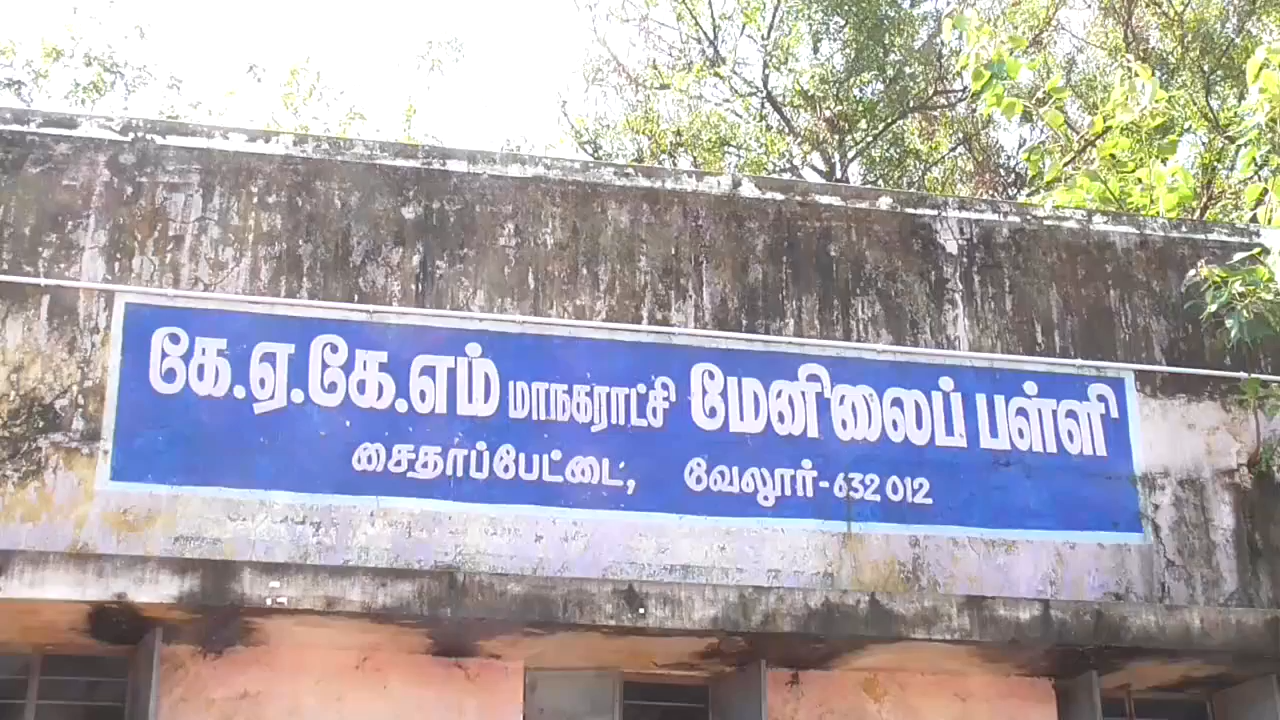 கே.ஏ.கே.எம் மாநகராட்சி மேனிலைப் பள்ளி
சைதாப்பேட்டை, வேலூர்-632 012